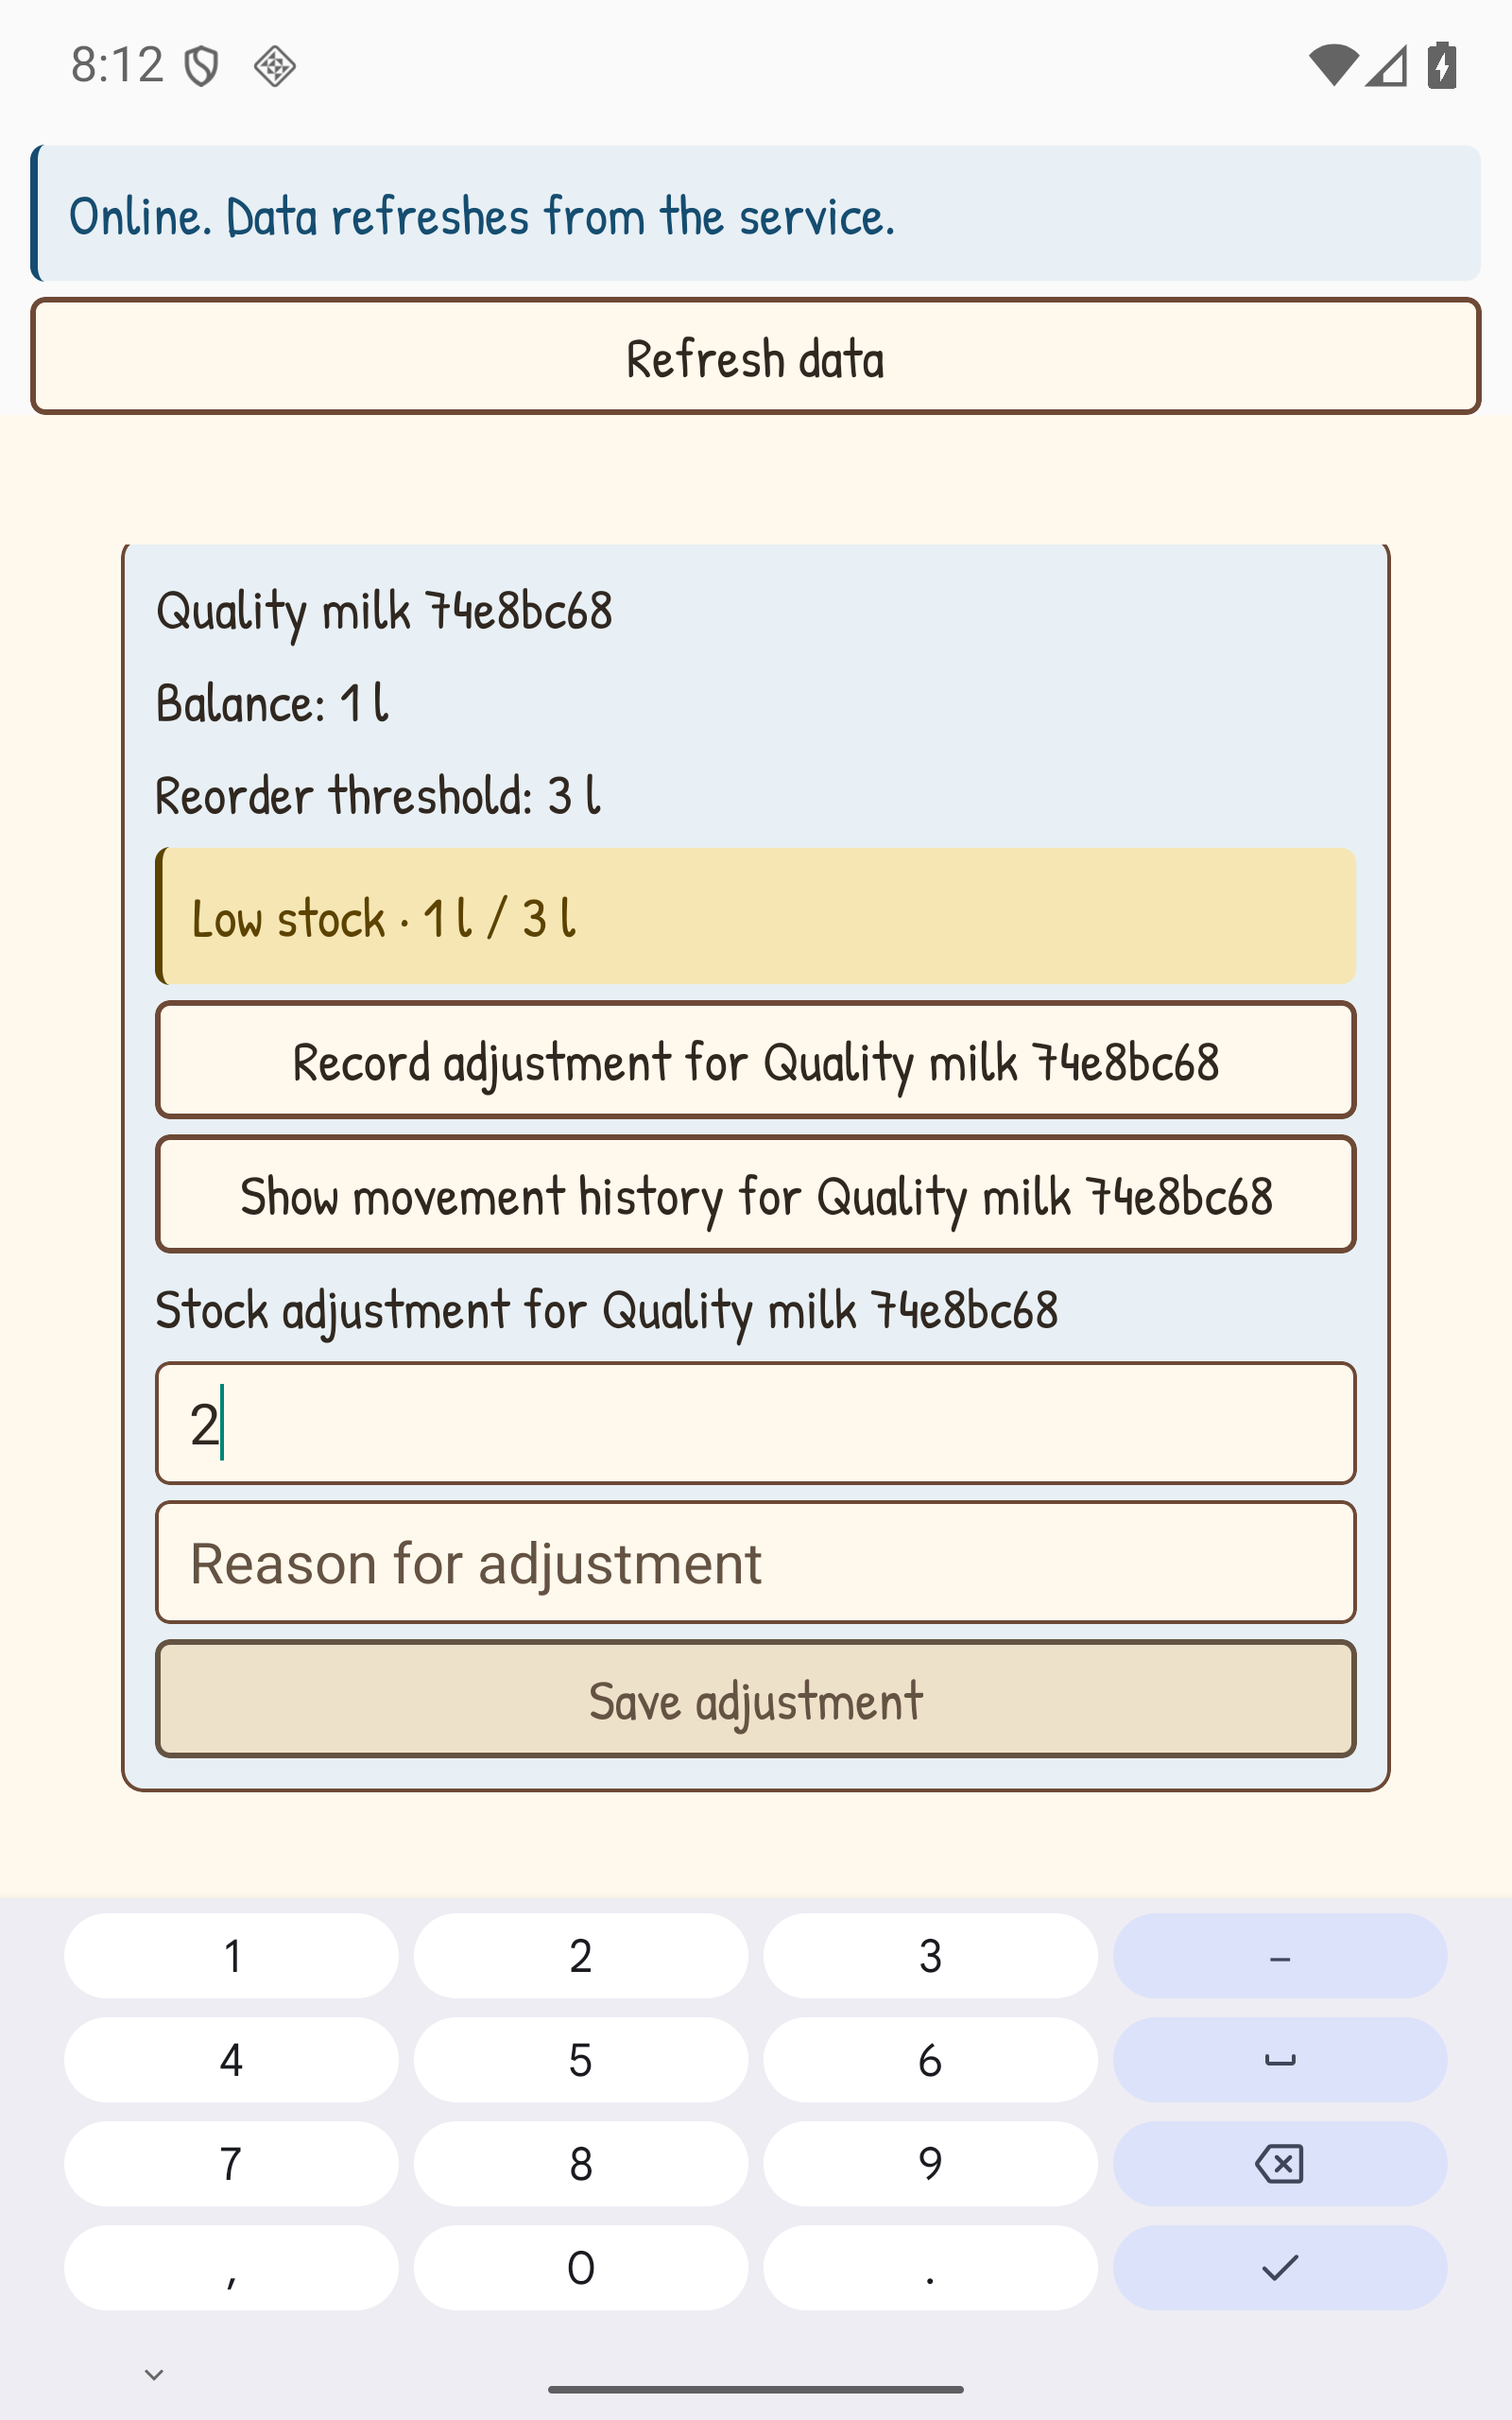 8:12
Online. Data refreshes from the service.
Refresh data
Quality milk 74e8bc68
Balance: 1 l
Reorder threshold: 3 l
Low stock · 1 l / 3 l
Record adjustment for Quality milk 74e8bc68
Show movement history for Quality milk 74e8bc68
Stock adjustment for Quality milk 74e8bc68
2
Reason for adjustment
Save adjustment
1 2 3 –
4 5 6
7 8 9
, 0 .